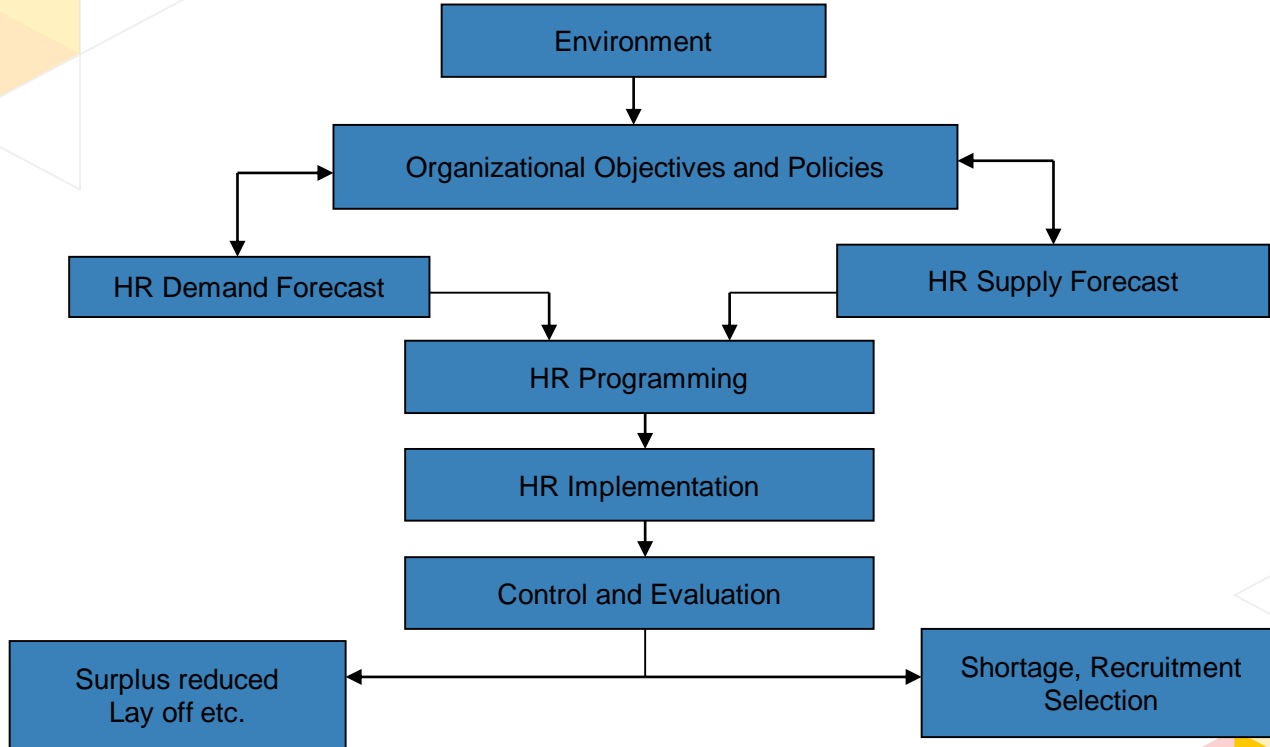 Environment
Organizational Objectives and Policies
HR Demand Forecast
HR Supply Forecast
HR Programming
HR Implementation
Control and Evaluation
Surplus reduced
Lay off etc.
Shortage, Recruitment
Selection